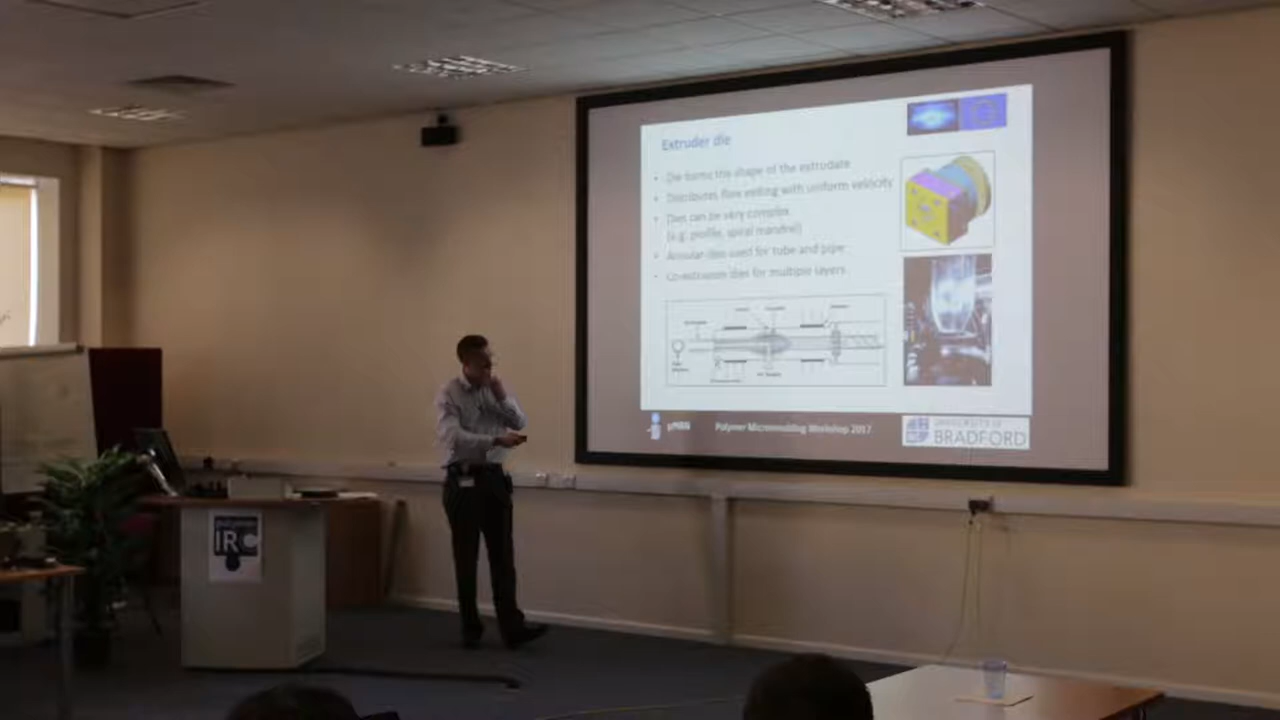 Extruder die
Die forms the shape of the extrudate
Distributes flow exiting with uniform velocity
Dies can be very complex
(e.g. profile, spiral mandrel)
Annular dies used for tube and pipe
Co-extrusion dies for multiple layers
Polymer Micromoulding Workshop 2017
UNIVERSITY OF
BRADFORD
IRC